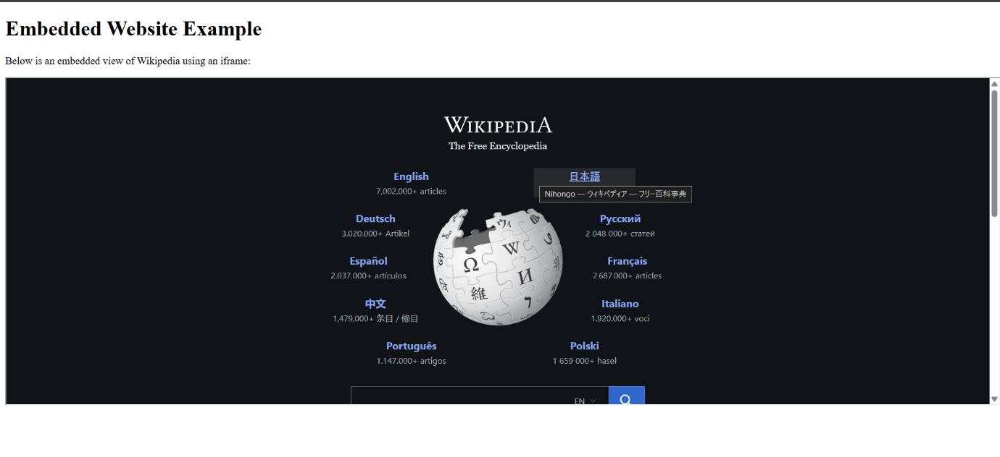 Embedded Website Example
Below is an embedded view of Wikipedia using an iframe:
WIKIPEDIA
The Free Encyclopedia
English
7,002,000+ articles
日本語
Nihongo — ウィキペディア — フリー百科事典
Deutsch
3.020.000+ Artikel
Русский
2 048 000+ статей
Español
2.037.000+ artículos
Français
2 687 000+ articles
中文
1,479,000+ 条目 / 條目
Italiano
1.920.000+ voci
Português
1.147.000+ artigos
Polski
1 659 000+ haseł
Ω
W
ウィ
И
維
EN